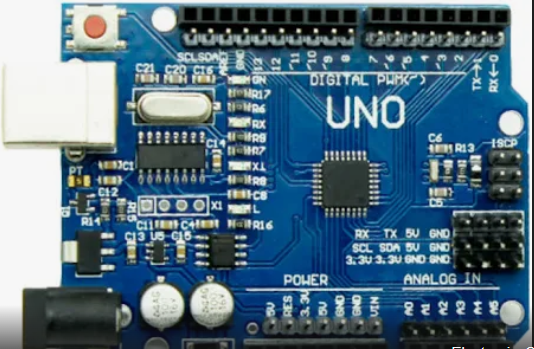 SCL SDA AREF GND 13 12 ~11 ~10 ~9 8
7 ~6 ~5 4 ~3 2 TX→1 RX←0
C21 C20 C16
ON
DIGITAL PWM(~)
R17
R6
UNO
RX
R9
C14
R7
C6
R13
ICSP
C1
PT
R8
C12
C8
R14
R15
X1
L
C5
C11 C4
R16
RX TX 5V GND
C13 U5 C15
SCL SDA 5V GND
3.3V 3.3V GND GND
POWER
ANALOG IN
5V RES 3.3V 5V GND GND VIN
A0 A1 A2 A3 A4 A5